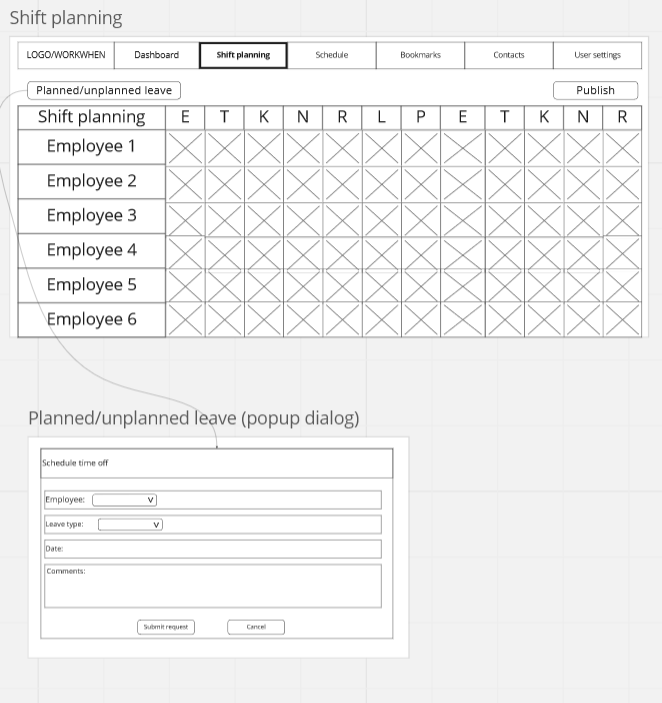 Shift planning
LOGO/WORKWHEN Dashboard Shift planning Schedule Bookmarks Contacts User settings
Planned/unplanned leave Publish
Shift planning E T K N R L P E T K N R
Employee 1
Employee 2
Employee 3
Employee 4
Employee 5
Employee 6
Planned/unplanned leave (popup dialog)
Schedule time off
Employee: v
Leave type: v
Date:
Comments:
Submit request Cancel